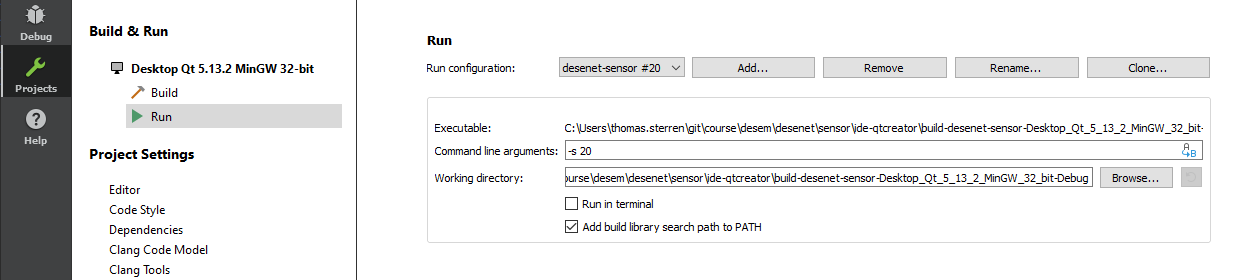 Debug
Projects
Help
Build & Run
Desktop Qt 5.13.2 MinGW 32-bit
Build
Run
Project Settings
Editor
Code Style
Dependencies
Clang Code Model
Clang Tools
Run
Run configuration: desenet-sensor #20 Add... Remove Rename... Clone...
Executable: C:\Users\thomas.sterren\git\course\desem\desenet\sensor\ide-qtcreator\build-desenet-sensor-Desktop_Qt_5_13_2_MinGW_32_bit-
Command line arguments: -s 20
Working directory: ourse\desem\desenet\sensor\ide-qtcreator\build-desenet-sensor-Desktop_Qt_5_13_2_MinGW_32_bit-Debug Browse...
Run in terminal
Add build library search path to PATH